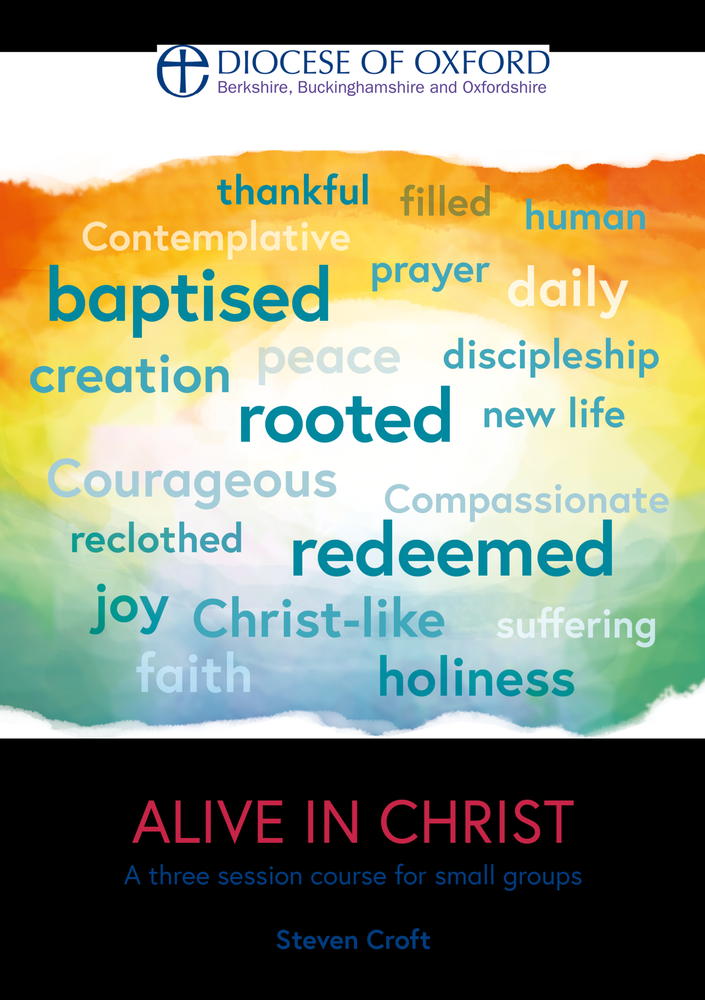 DIOCESE OF OXFORD
Berkshire, Buckinghamshire and Oxfordshire
thankful
filled
human
Contemplative
prayer
daily
baptised
peace
discipleship
creation
rooted
new life
Courageous
Compassionate
reclothed
redeemed
joy
Christ-like
suffering
faith
holiness
ALIVE IN CHRIST
A three session course for small groups
Steven Croft